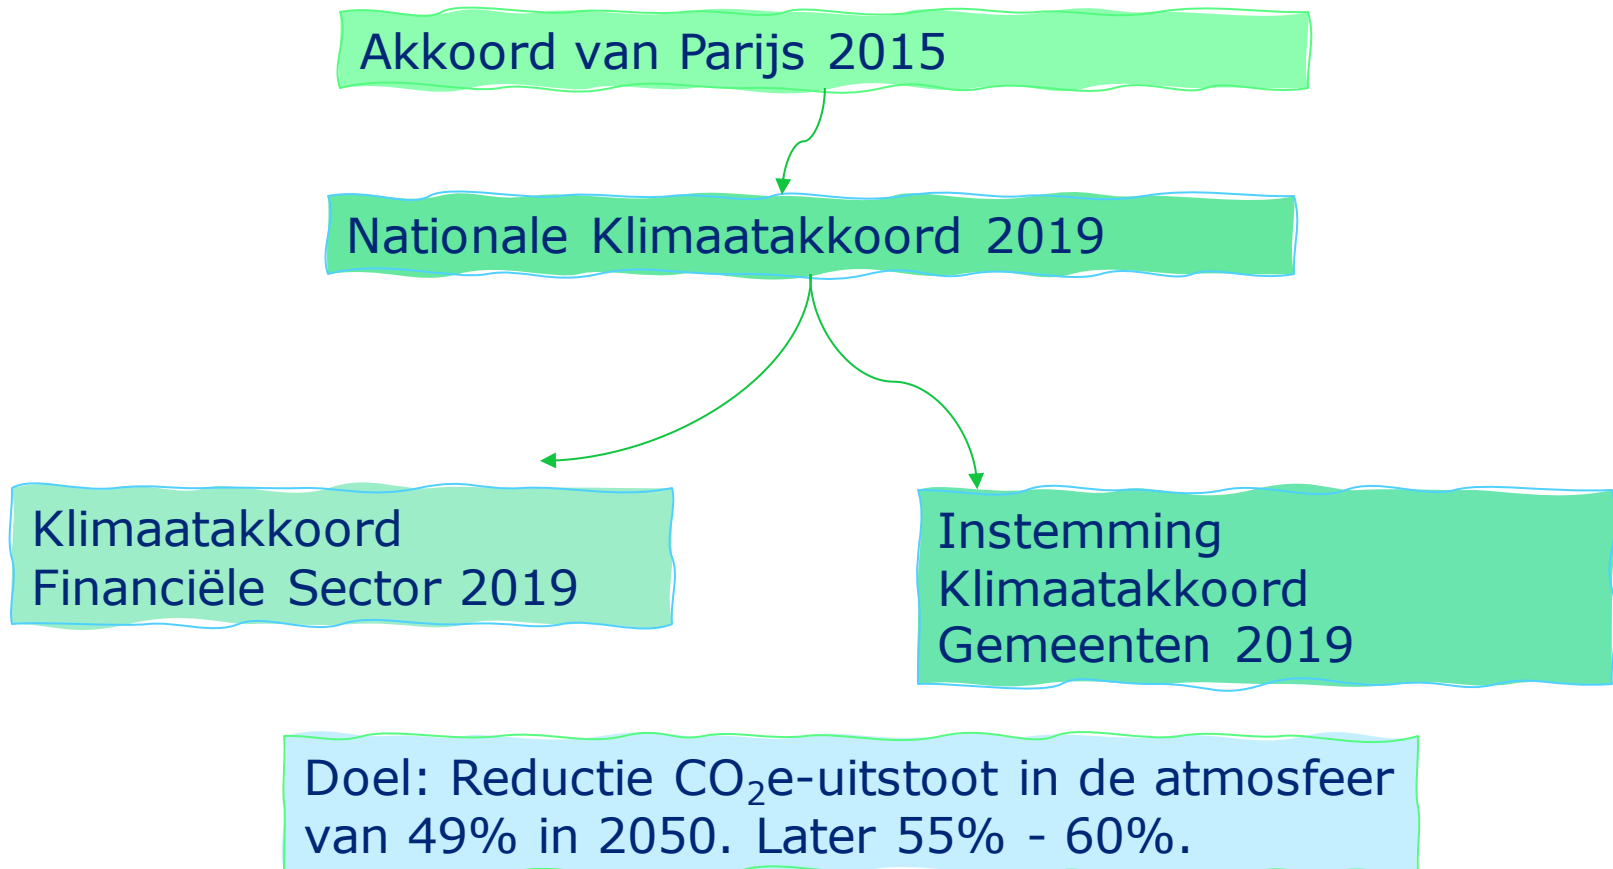 Akkoord van Parijs 2015
Nationale Klimaatakkoord 2019
Klimaatakkoord
Financiële Sector 2019
Instemming
Klimaatakkoord
Gemeenten 2019
Doel: Reductie CO₂e-uitstoot in de atmosfeer
van 49% in 2050. Later 55% - 60%.